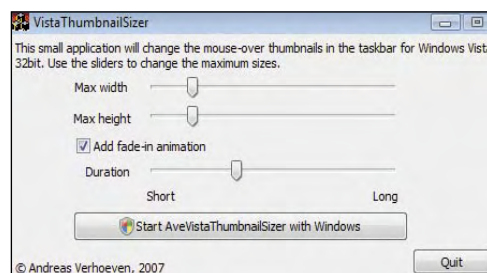 VistaThumbnailSizer
This small application will change the mouse-over thumbnails in the taskbar for Windows Vista
32bit. Use the sliders to change the maximum sizes.
Max width
Max height
Add fade-in animation
Duration
Short Long
Start AveVistaThumbnailSizer with Windows
© Andreas Verhoeven, 2007
Quit